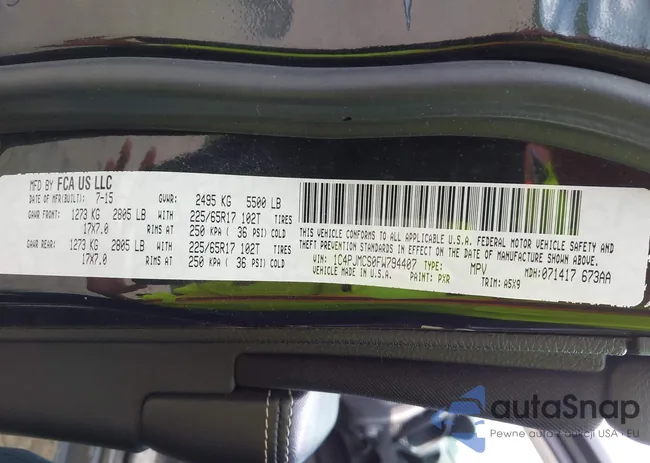 MFD BY FCA US LLC
DATE OF MFR(BUILT): 7-15 GVWR: 2495 KG 5500 LB
GAWR FRONT: 1273 KG 2805 LB WITH 225/65R17 102T TIRES
17X7.0 RIMS AT 250 KPA ( 36 PSI) COLD
GAWR REAR: 1273 KG 2805 LB WITH 225/65R17 102T TIRES
17X7.0 RIMS AT 250 KPA ( 36 PSI) COLD
THIS VEHICLE CONFORMS TO ALL APPLICABLE U.S.A. FEDERAL MOTOR VEHICLE SAFETY AND
THEFT PREVENTION STANDARDS IN EFFECT ON THE DATE OF MANUFACTURE SHOWN ABOVE.
VIN: 1C4PJMCS0FW794407 TYPE: MPV MDH: 071417 673AA
VEHICLE MADE IN U.S.A. PAINT: PXR TRIM: A5X9
autoSnap
Pewne auto z aukcji USA i EU